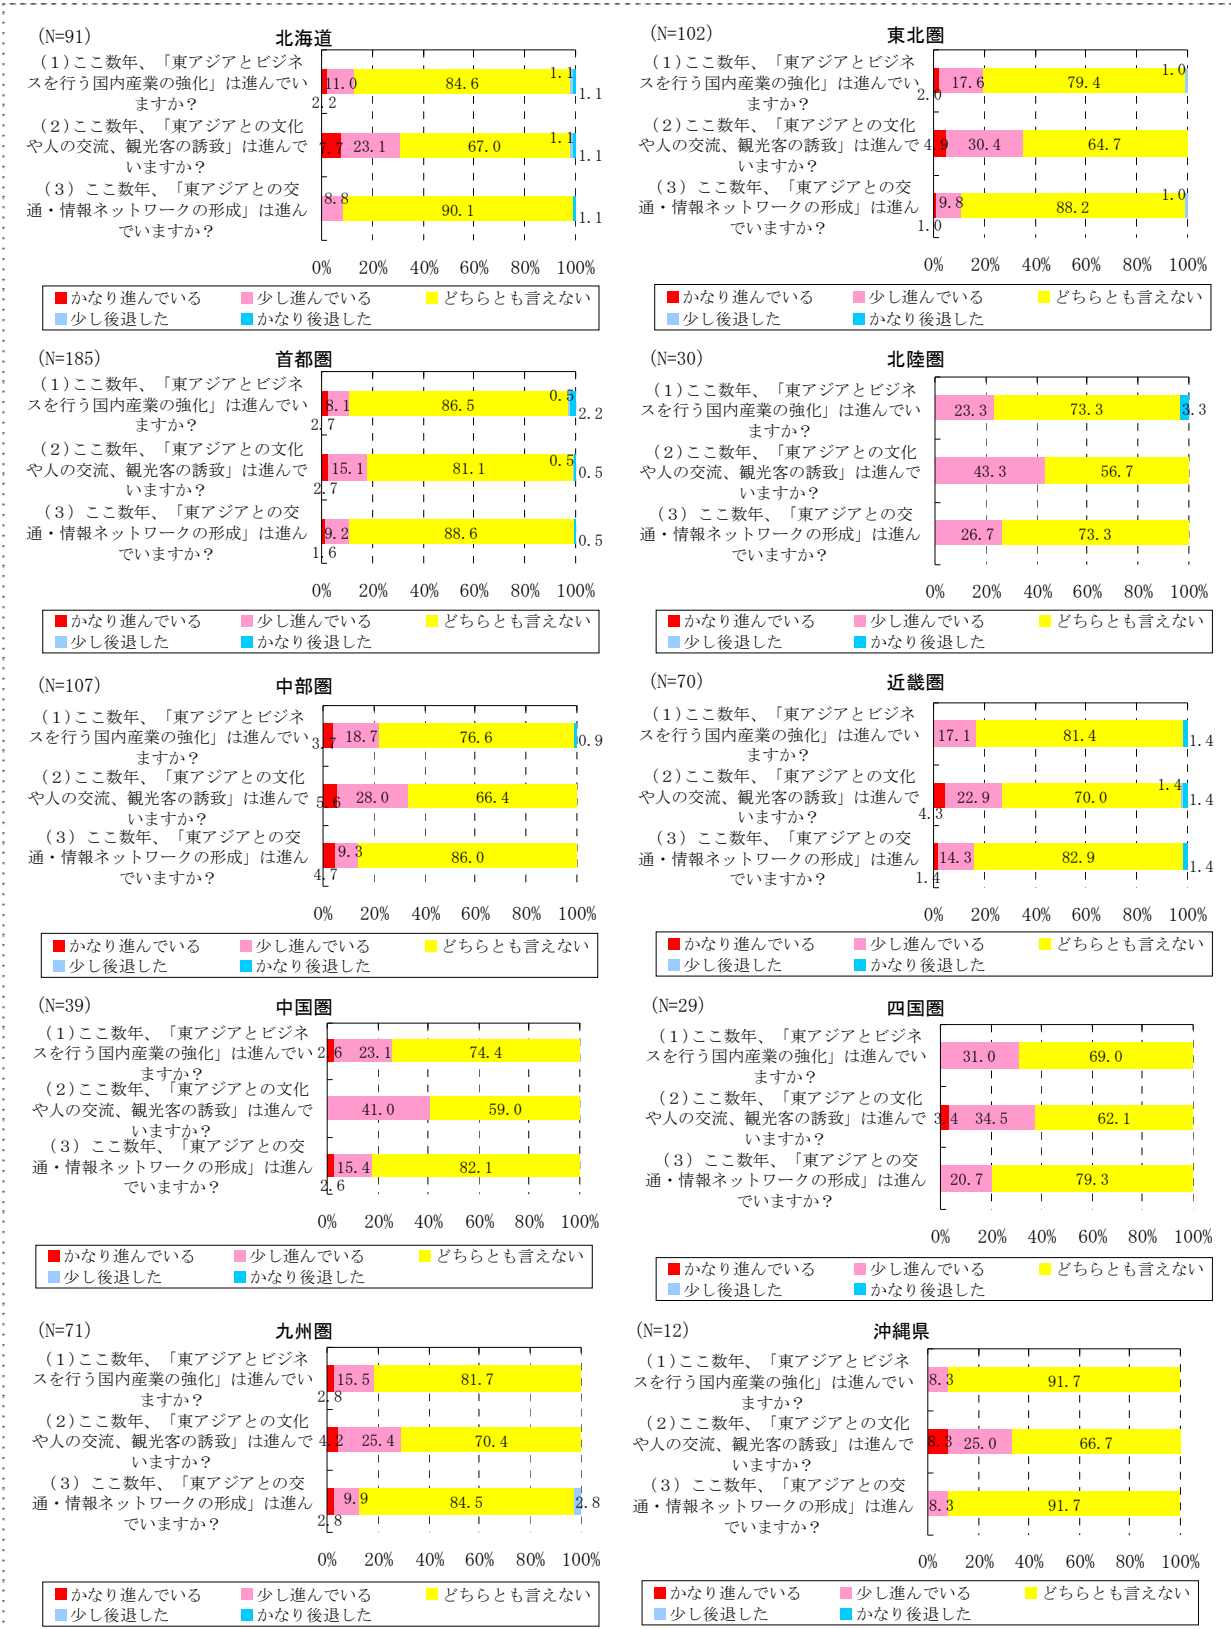 (N=91) 北海道
(1)ここ数年、「東アジアとビジネ
スを行う国内産業の強化」は進んでい
ますか？
2.2 11.0 84.6 1.1 1.1
(2)ここ数年、「東アジアとの文化
や人の交流、観光客の誘致」は進んで
いますか？
7.7 23.1 67.0 1.1 1.1
(3) ここ数年、「東アジアとの交
通・情報ネットワークの形成」は進ん
でいますか？
8.8 90.1 1.1
0% 20% 40% 60% 80% 100%
かなり進んでいる 少し進んでいる どちらとも言えない
少し後退した かなり後退した
(N=102) 東北圏
(1)ここ数年、「東アジアとビジネ
スを行う国内産業の強化」は進んでい
ますか？
2.0 17.6 79.4 1.0
(2)ここ数年、「東アジアとの文化
や人の交流、観光客の誘致」は進んで
いますか？
4.9 30.4 64.7
(3) ここ数年、「東アジアとの交
通・情報ネットワークの形成」は進ん
でいますか？
1.0 9.8 88.2 1.0
0% 20% 40% 60% 80% 100%
かなり進んでいる 少し進んでいる どちらとも言えない
少し後退した かなり後退した
(N=185) 首都圏
(1)ここ数年、「東アジアとビジネ
スを行う国内産業の強化」は進んでい
ますか？
2.7 8.1 86.5 0.5 2.2
(2)ここ数年、「東アジアとの文化
や人の交流、観光客の誘致」は進んで
いますか？
2.7 15.1 81.1 0.5 0.5
(3) ここ数年、「東アジアとの交
通・情報ネットワークの形成」は進ん
でいますか？
1.6 9.2 88.6 0.5
0% 20% 40% 60% 80% 100%
かなり進んでいる 少し進んでいる どちらとも言えない
少し後退した かなり後退した
(N=30) 北陸圏
(1)ここ数年、「東アジアとビジネ
スを行う国内産業の強化」は進んでい
ますか？
23.3 73.3 3.3
(2)ここ数年、「東アジアとの文化
や人の交流、観光客の誘致」は進んで
いますか？
43.3 56.7
(3) ここ数年、「東アジアとの交
通・情報ネットワークの形成」は進ん
でいますか？
26.7 73.3
0% 20% 40% 60% 80% 100%
かなり進んでいる 少し進んでいる どちらとも言えない
少し後退した かなり後退した
(N=107) 中部圏
(1)ここ数年、「東アジアとビジネ
スを行う国内産業の強化」は進んでい
ますか？
3.7 18.7 76.6 0.9
(2)ここ数年、「東アジアとの文化
や人の交流、観光客の誘致」は進んで
いますか？
5.6 28.0 66.4
(3) ここ数年、「東アジアとの交
通・情報ネットワークの形成」は進ん
でいますか？
4.7 9.3 86.0
0% 20% 40% 60% 80% 100%
かなり進んでいる 少し進んでいる どちらとも言えない
少し後退した かなり後退した
(N=70) 近畿圏
(1)ここ数年、「東アジアとビジネ
スを行う国内産業の強化」は進んでい
ますか？
17.1 81.4 1.4
(2)ここ数年、「東アジアとの文化
や人の交流、観光客の誘致」は進んで
いますか？
4.3 22.9 70.0 1.4 1.4
(3) ここ数年、「東アジアとの交
通・情報ネットワークの形成」は進ん
でいますか？
1.4 14.3 82.9 1.4
0% 20% 40% 60% 80% 100%
かなり進んでいる 少し進んでいる どちらとも言えない
少し後退した かなり後退した
(N=39) 中国圏
(1)ここ数年、「東アジアとビジネ
スを行う国内産業の強化」は進んでい
ますか？
2.6 23.1 74.4
(2)ここ数年、「東アジアとの文化
や人の交流、観光客の誘致」は進んで
いますか？
41.0 59.0
(3) ここ数年、「東アジアとの交
通・情報ネットワークの形成」は進ん
でいますか？
2.6 15.4 82.1
0% 20% 40% 60% 80% 100%
かなり進んでいる 少し進んでいる どちらとも言えない
少し後退した かなり後退した
(N=29) 四国圏
(1)ここ数年、「東アジアとビジネ
スを行う国内産業の強化」は進んでい
ますか？
31.0 69.0
(2)ここ数年、「東アジアとの文化
や人の交流、観光客の誘致」は進んで
いますか？
3.4 34.5 62.1
(3) ここ数年、「東アジアとの交
通・情報ネットワークの形成」は進ん
でいますか？
20.7 79.3
0% 20% 40% 60% 80% 100%
かなり進んでいる 少し進んでいる どちらとも言えない
少し後退した かなり後退した
(N=71) 九州圏
(1)ここ数年、「東アジアとビジネ
スを行う国内産業の強化」は進んでい
ますか？
2.8 15.5 81.7
(2)ここ数年、「東アジアとの文化
や人の交流、観光客の誘致」は進んで
いますか？
4.2 25.4 70.4
(3) ここ数年、「東アジアとの交
通・情報ネットワークの形成」は進ん
でいますか？
2.8 9.9 84.5 2.8
0% 20% 40% 60% 80% 100%
かなり進んでいる 少し進んでいる どちらとも言えない
少し後退した かなり後退した
(N=12) 沖縄県
(1)ここ数年、「東アジアとビジネ
スを行う国内産業の強化」は進んでい
ますか？
8.3 91.7
(2)ここ数年、「東アジアとの文化
や人の交流、観光客の誘致」は進んで
いますか？
8.3 25.0 66.7
(3) ここ数年、「東アジアとの交
通・情報ネットワークの形成」は進ん
でいますか？
8.3 91.7
0% 20% 40% 60% 80% 100%
かなり進んでいる 少し進んでいる どちらとも言えない
少し後退した かなり後退した